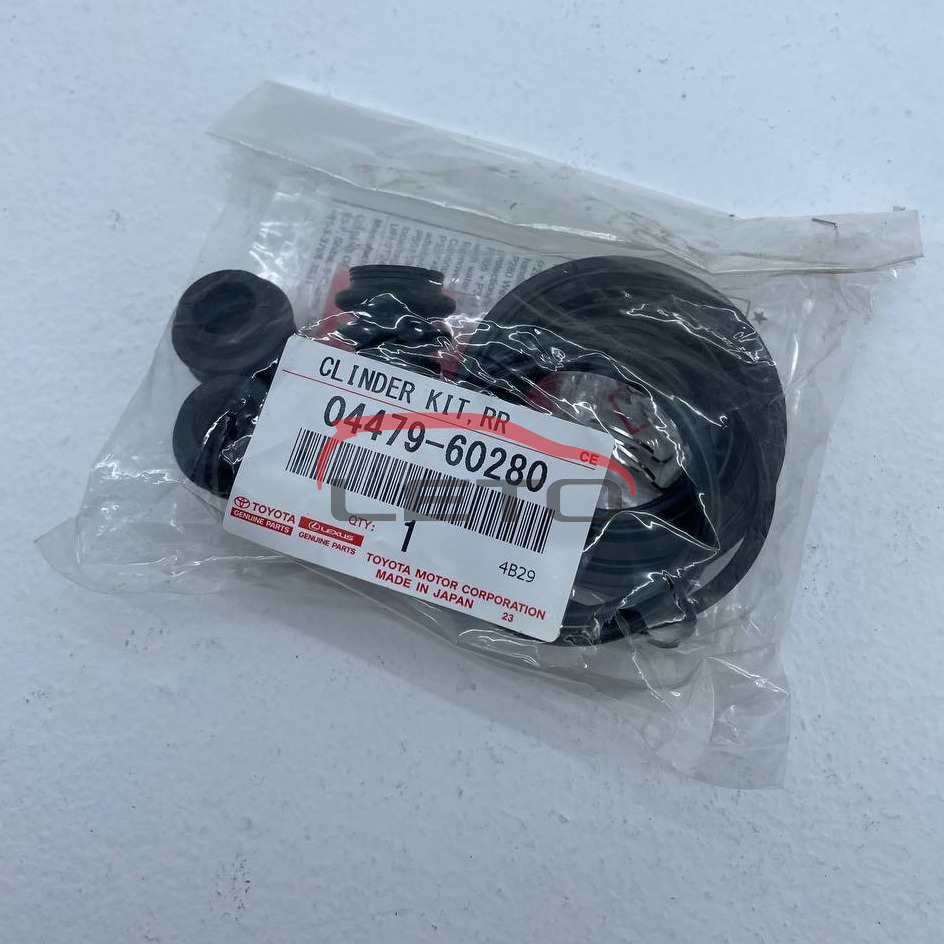 CLINDER KIT,RR
04479-60280
CE
LETO
TOYOTA
GENUINE PARTS
LEXUS
GENUINE PARTS
QTY:
1
4B29
TOYOTA MOTOR CORPORATION
MADE IN JAPAN
23